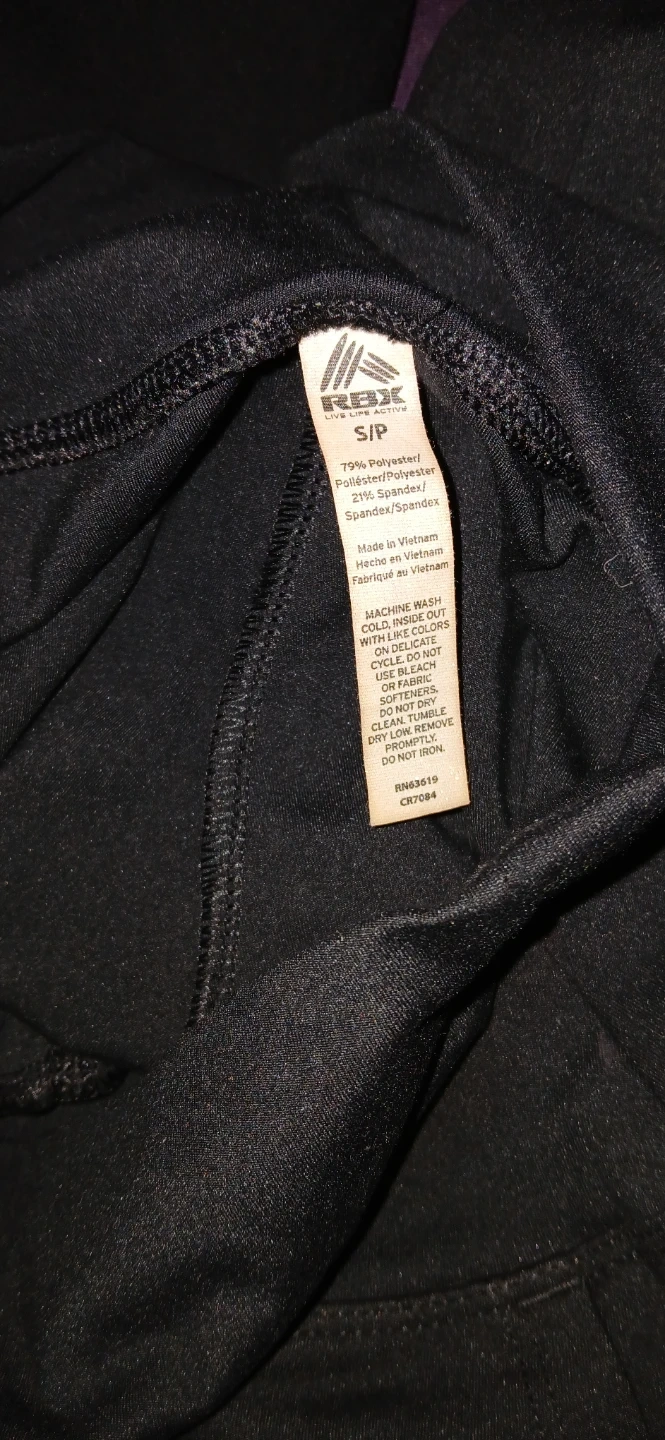 RBX
LIVE LIFE ACTIVE
S/P
79% Polyester/
Poliéster/Polyester
21% Spandex/
Spandex/Spandex
Made in Vietnam
Hecho en Vietnam
Fabriqué au Vietnam
MACHINE WASH
COLD, INSIDE OUT
WITH LIKE COLORS
ON DELICATE
CYCLE. DO NOT
USE BLEACH
OR FABRIC
SOFTENERS.
DO NOT DRY
CLEAN. TUMBLE
DRY LOW. REMOVE
PROMPTLY.
DO NOT IRON.
RN63619
CR7084